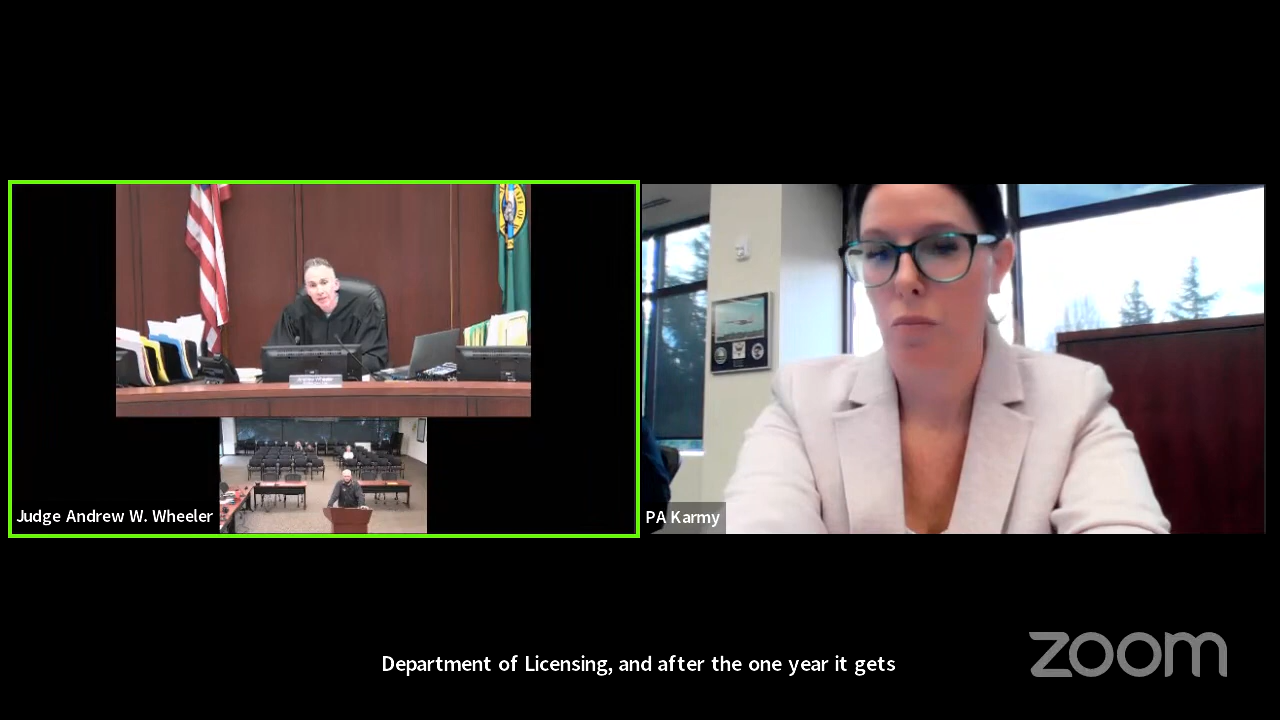 Judge Andrew W. Wheeler
PA Karmy
Department of Licensing, and after the one year it gets
zoom